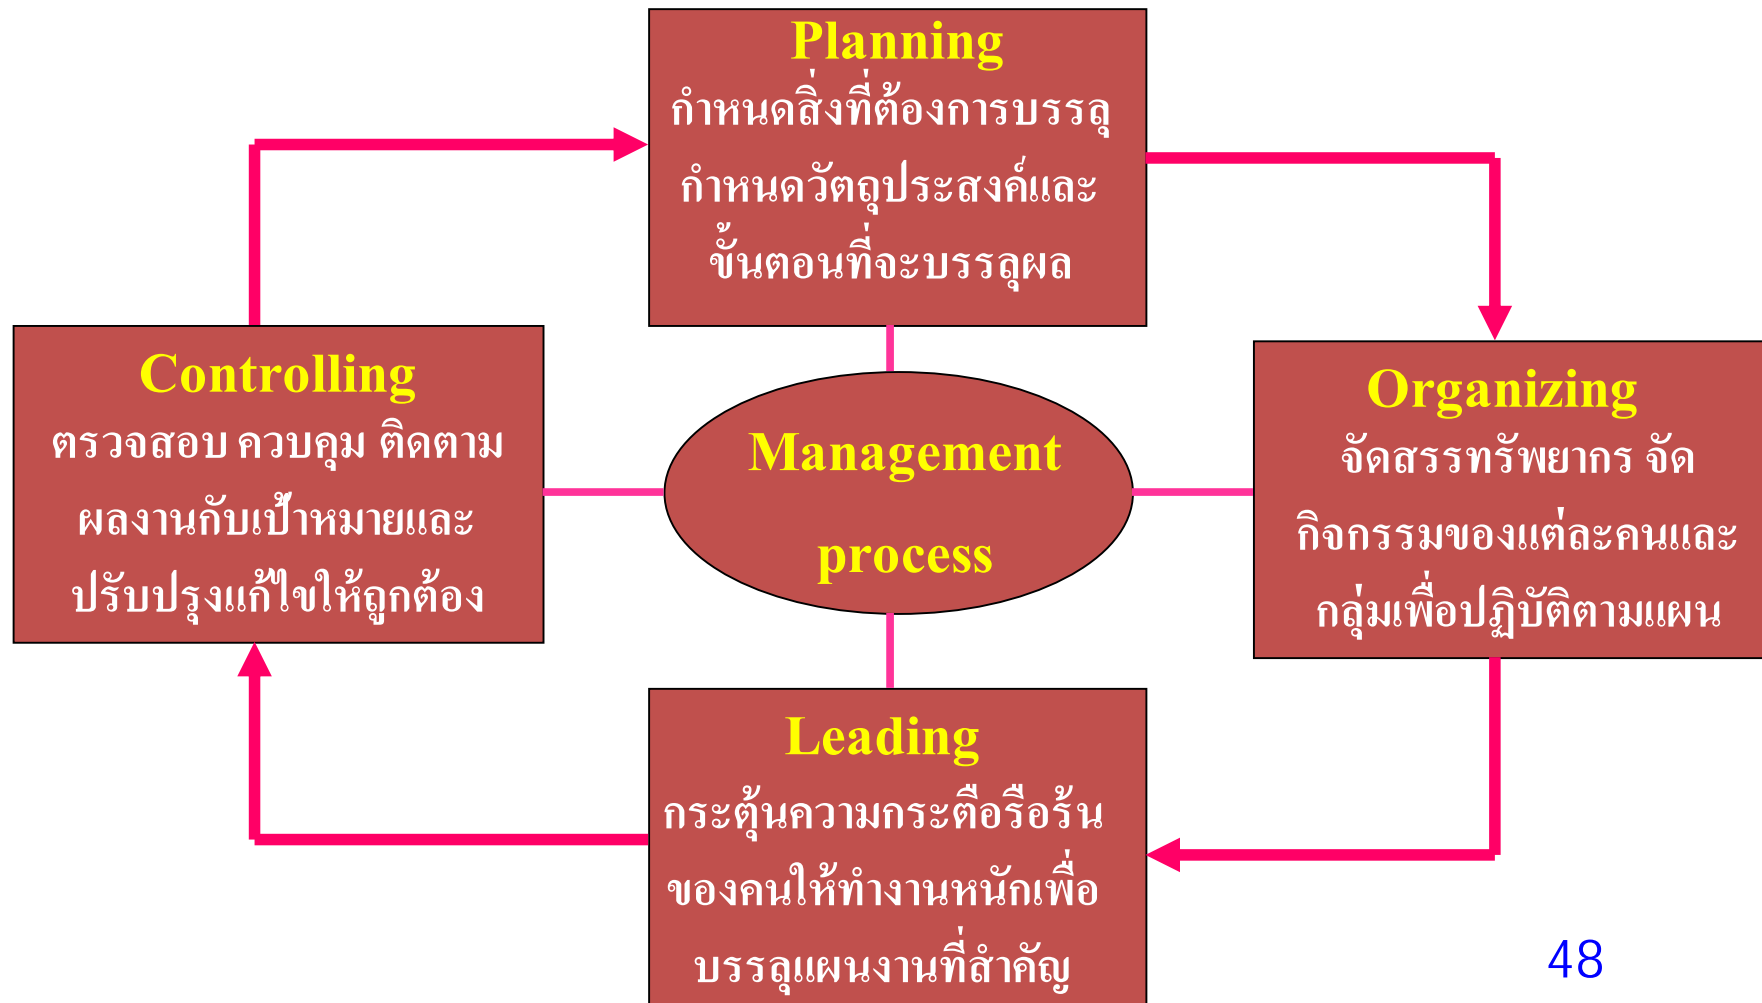 Planning
กำหนดสิ่งที่ต้องการบรรลุ
กำหนดวัตถุประสงค์และ
ขั้นตอนที่จะบรรลุผล
Controlling
ตรวจสอบ ควบคุม ติดตาม
ผลงานกับเป้าหมายและ
ปรับปรุงแก้ไขให้ถูกต้อง
Management
process
Organizing
จัดสรรทรัพยากร จัด
กิจกรรมของแต่ละคนและ
กลุ่มเพื่อปฏิบัติตามแผน
Leading
กระตุ้นความกระตือรือร้น
ของคนให้ทำงานหนักเพื่อ
บรรลุแผนงานที่สำคัญ
48